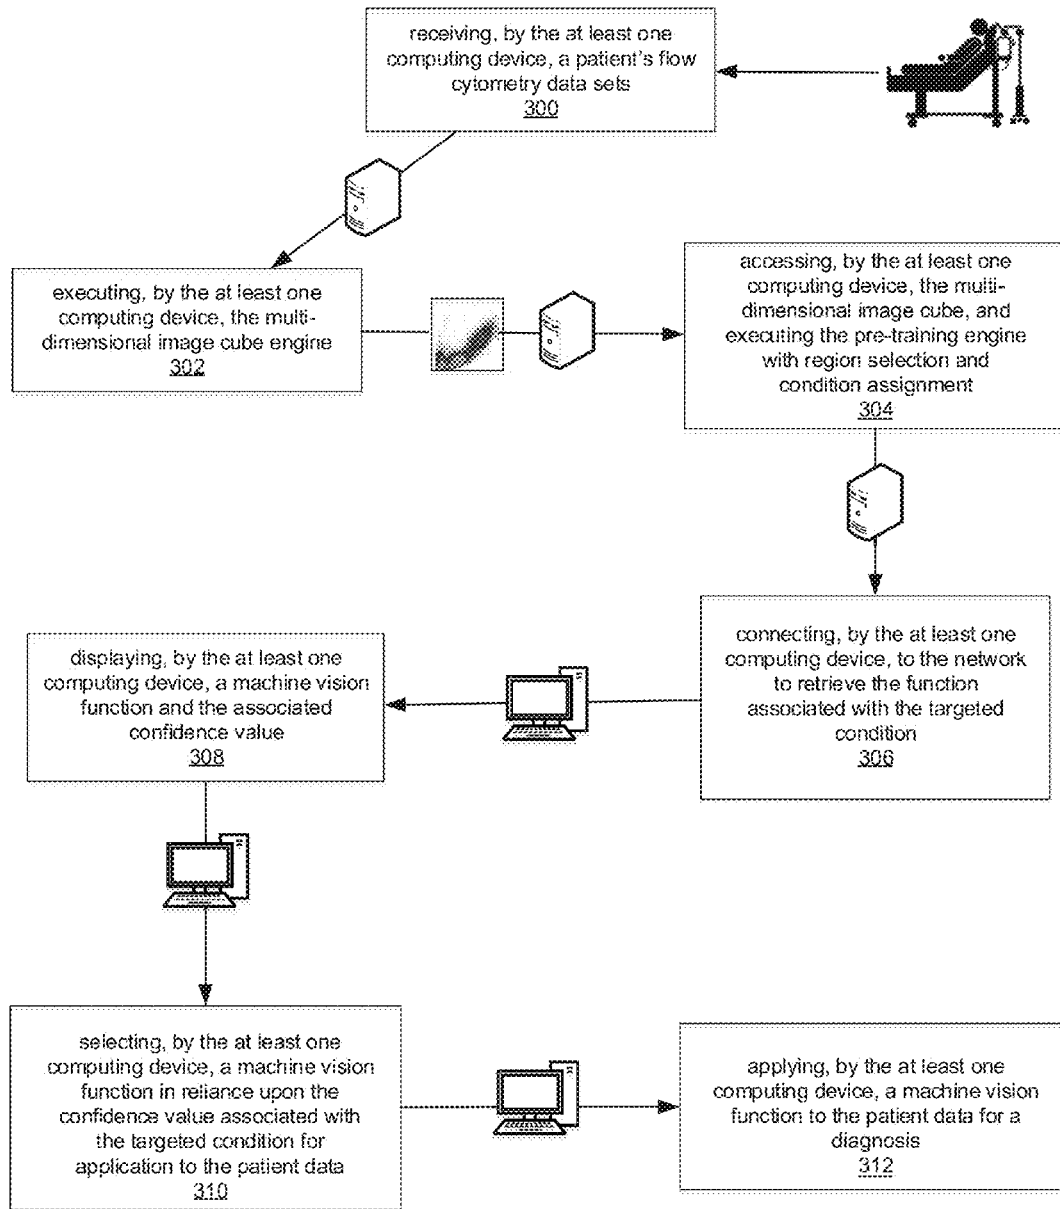 receiving, by the at least one
computing device, a patient's flow
cytometry data sets
300
executing, by the at least one
computing device, the multi-
dimensional image cube engine
302
accessing, by the at least one
computing device, the multi-
dimensional image cube, and
executing the pre-training engine
with region selection and
condition assignment
304
connecting, by the at least one
computing device, to the network
to retrieve the function
associated with the targeted
condition
306
displaying, by the at least one
computing device, a machine vision
function and the associated
confidence value
308
selecting, by the at least one
computing device, a machine vision
function in reliance upon the
confidence value associated with
the targeted condition for
application to the patient data
310
applying, by the at least one
computing device, a machine vision
function to the patient data for a
diagnosis
312